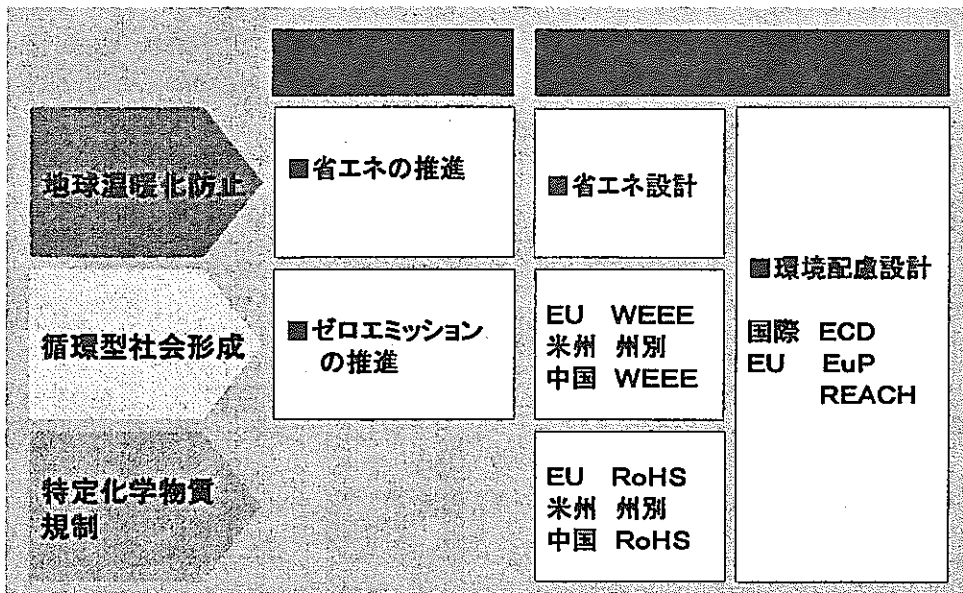 地球温暖化防止
■省エネの推進
■省エネ設計
■環境配慮設計
国際 ECD
EU EuP
REACH
循環型社会形成
■ゼロエミッション
の推進
EU WEEE
米州 州別
中国 WEEE
特定化学物質
規制
EU RoHS
米州 州別
中国 RoHS